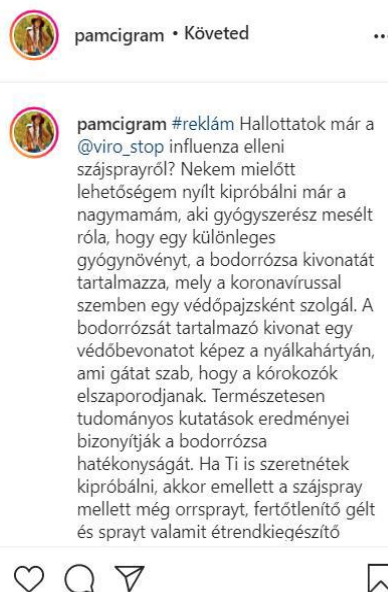 pamcigram • Követed
pamcigram #reklám Hallottatok már a
@viro_stop influenza elleni
szájsprayről? Nekem mielőtt
lehetőségem nyílt kipróbálni már a
nagymamám, aki gyógyszerész mesélt
róla, hogy egy különleges
gyógynövényt, a bodorrózsa kivonatát
tartalmazza, mely a koronavírussal
szemben egy védőpajzsként szolgál. A
bodorrózsát tartalmazó kivonat egy
védőbevonatot képez a nyálkahártyán,
ami gátat szab, hogy a kórokozók
elszaporodjanak. Természetesen
tudományos kutatások eredményei
bizonyítják a bodorrózsa
hatékonyságát. Ha Ti is szeretnétek
kipróbálni, akkor emellett a szájspray
mellett még orrsprayt, fertőtlenítő gélt
és sprayt valamit étrendkiegészítő